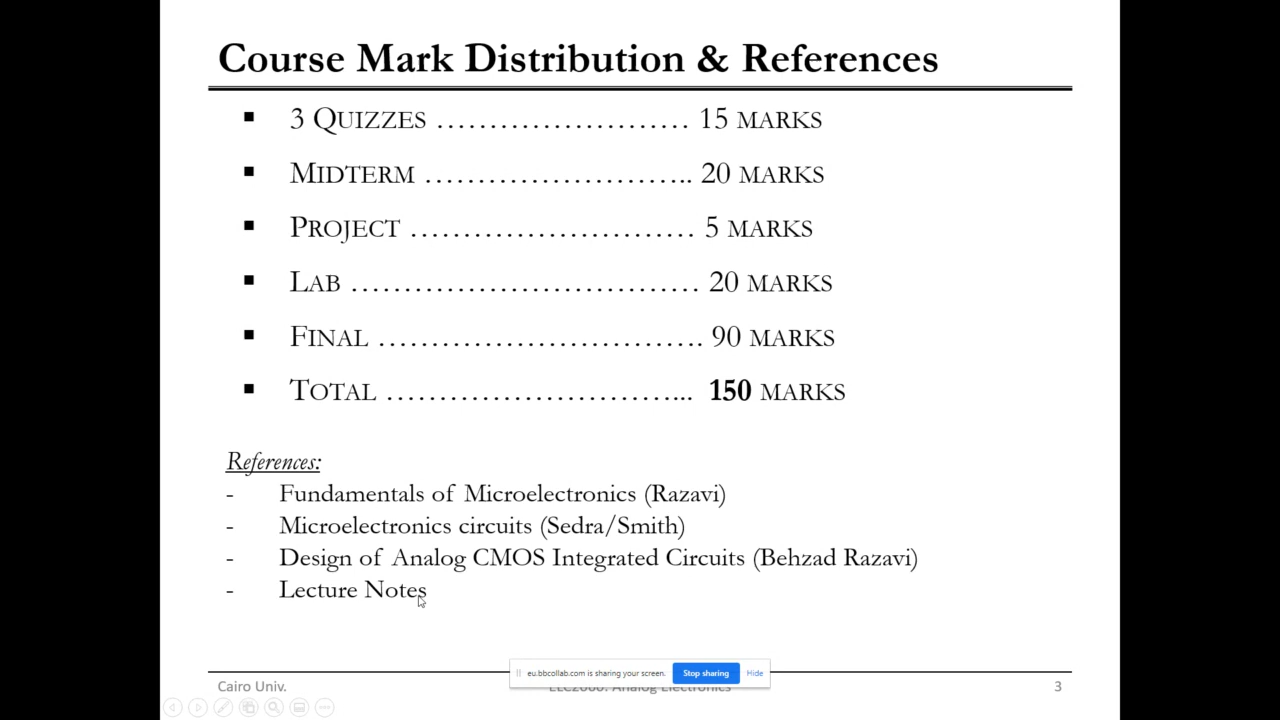 Course Mark Distribution & References
▪ 3 QUIZZES …………………… 15 MARKS
▪ MIDTERM …………………….. 20 MARKS
▪ PROJECT ……………………… 5 MARKS
▪ LAB …………………………… 20 MARKS
▪ FINAL …………………………. 90 MARKS
▪ TOTAL ………………………... 150 MARKS
References:
- Fundamentals of Microelectronics (Razavi)
- Microelectronics circuits (Sedra/Smith)
- Design of Analog CMOS Integrated Circuits (Behzad Razavi)
- Lecture Notes
eu.bbcollab.com is sharing your screen. Stop sharing Hide
Cairo Univ. Analog Electronics 3